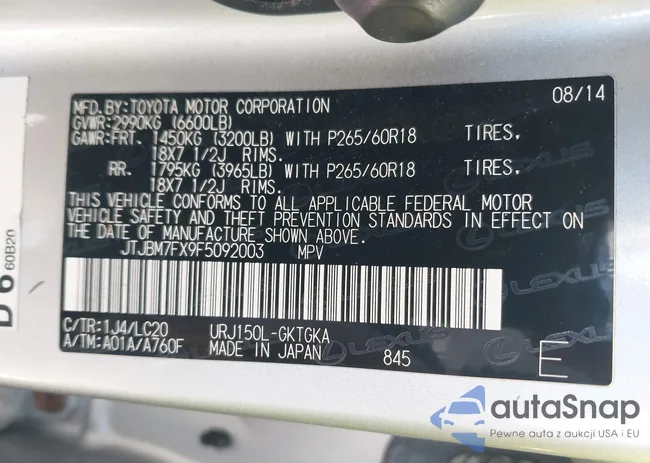 MFD.BY:TOYOTA MOTOR CORPORATION 08/14
GVWR:2990KG (6600LB)
GAWR:FRT. 1450KG (3200LB) WITH P265/60R18 TIRES.
18X7 1/2J RIMS.
RR. 1795KG (3965LB) WITH P265/60R18 TIRES.
18X7 1/2J RIMS.
THIS VEHICLE CONFORMS TO ALL APPLICABLE FEDERAL MOTOR
VEHICLE SAFETY AND THEFT PREVENTION STANDARDS IN EFFECT ON
THE DATE OF MANUFACTURE SHOWN ABOVE.
JTJBM7FX9F5092003 MPV
C/TR:1J4/LC20 URJ150L-GKTGKA
A/TM:A01A/A760F MADE IN JAPAN 845 E
D6
60B20
LEXUS
autaSnap
Pewne auta z aukcji USA i EU